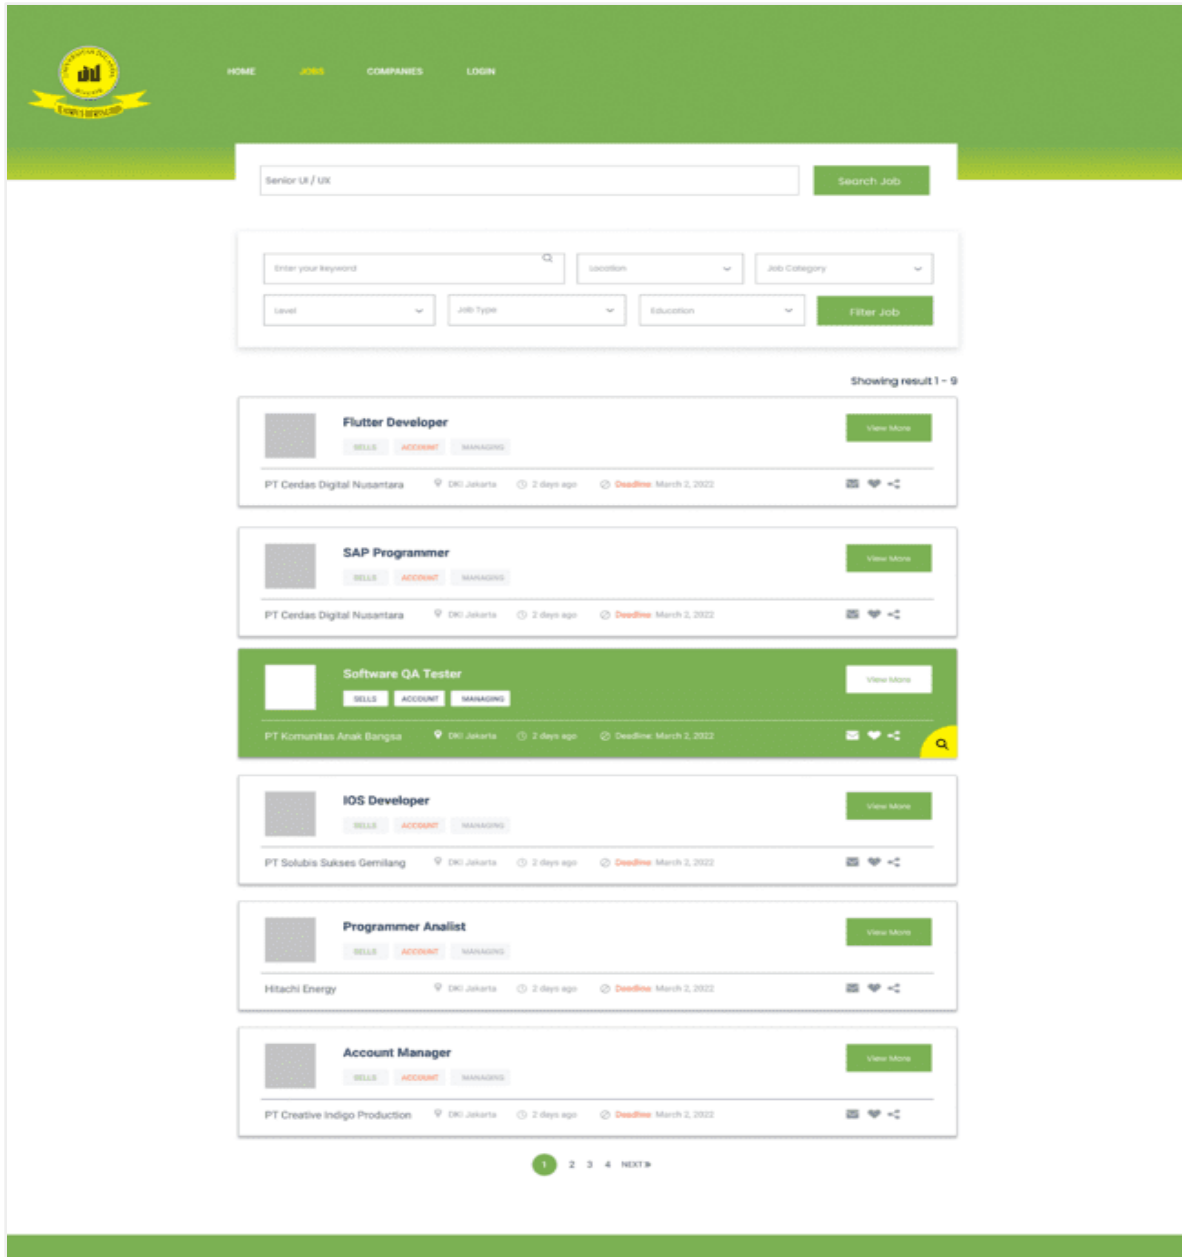 HOME JOBS COMPANIES LOGIN
Senior UI / UX Search Job
Enter your keyword Location Job Category
Level Job Type Education Filter Job
Showing result 1 - 9
Flutter Developer View More
SELLS ACCOUNT MANAGING
PT Cerdas Digital Nusantara DKI Jakarta 2 days ago Deadline: March 2, 2022
SAP Programmer View More
SELLS ACCOUNT MANAGING
PT Cerdas Digital Nusantara DKI Jakarta 2 days ago Deadline: March 2, 2022
Software QA Tester View More
SELLS ACCOUNT MANAGING
PT Komunitas Anak Bangsa DKI Jakarta 2 days ago Deadline: March 2, 2022
IOS Developer View More
SELLS ACCOUNT MANAGING
PT Solubis Sukses Gemilang DKI Jakarta 2 days ago Deadline: March 2, 2022
Programmer Analist View More
SELLS ACCOUNT MANAGING
Hitachi Energy DKI Jakarta 2 days ago Deadline: March 2, 2022
Account Manager View More
SELLS ACCOUNT MANAGING
PT Creative Indigo Production DKI Jakarta 2 days ago Deadline: March 2, 2022
1 2 3 4 NEXT